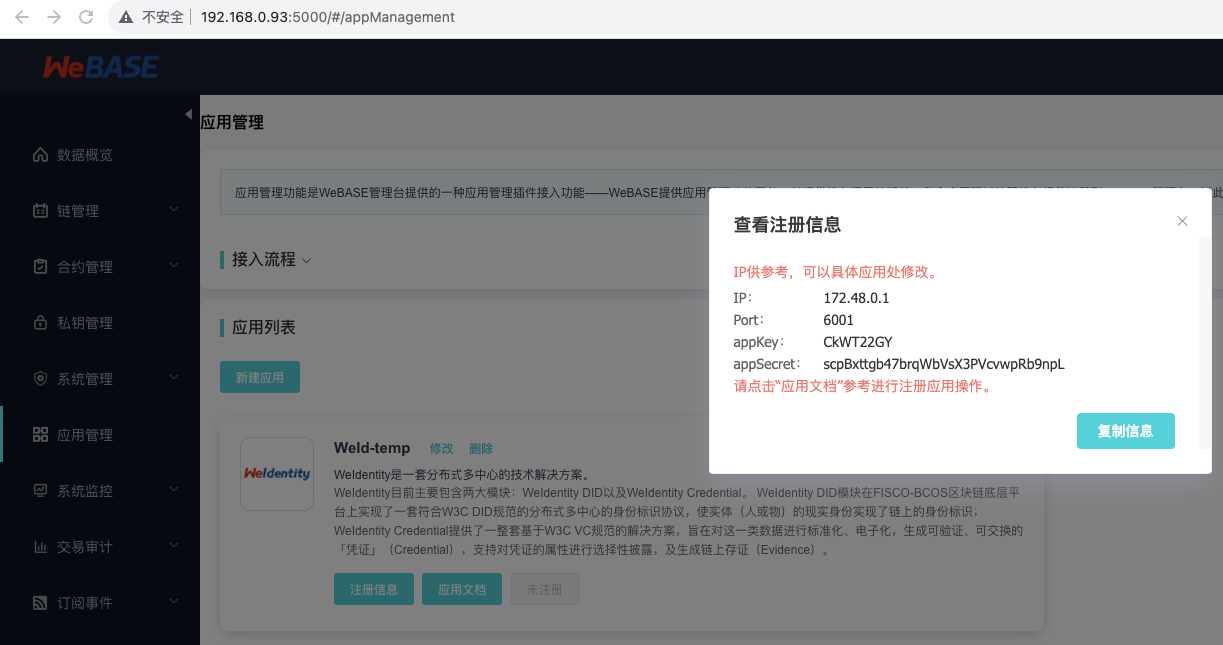 不安全 192.168.0.93:5000/#/appManagement
WeBASE
应用管理
数据概览
链管理
合约管理
私钥管理
系统管理
应用管理
系统监控
交易审计
订阅事件
应用管理功能是WeBASE管理台提供的一种应用管理插件接入功能——WeBASE提供应用
接入流程
应用列表
新建应用
WeIdentity
WeId-temp 修改 删除
WeIdentity是一套分布式多中心的技术解决方案。
WeIdentity目前主要包含两大模块：WeIdentity DID以及WeIdentity Credential。 WeIdentity DID模块在FISCO-BCOS区块链底层平
台上实现了一套符合W3C DID规范的分布式多中心的身份标识协议，使实体（人或物）的现实身份实现了链上的身份标识；
WeIdentity Credential提供了一整套基于W3C VC规范的解决方案，旨在对这一类数据进行标准化、电子化，生成可验证、可交换的
「凭证」（Credential），支持对凭证的属性进行选择性披露，及生成链上存证（Evidence）。
注册信息 应用文档 未注册
查看注册信息
IP供参考，可以具体应用处修改。
IP： 172.48.0.1
Port： 6001
appKey： CkWT22GY
appSecret： scpBxttgb47brqWbVsX3PVcvwpRb9npL
请点击“应用文档”参考进行注册应用操作。
复制信息